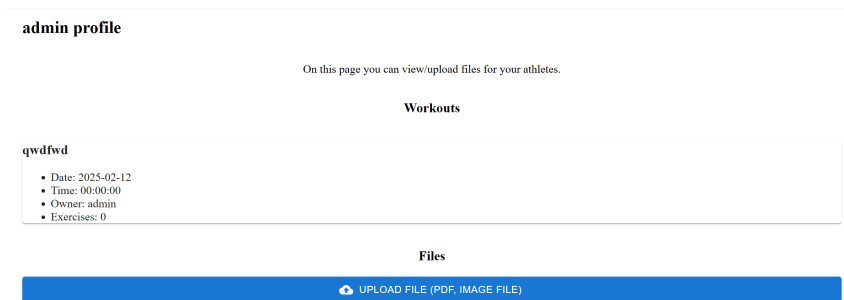 admin profile
On this page you can view/upload files for your athletes.
Workouts
qwdfwd
Date: 2025-02-12
Time: 00:00:00
Owner: admin
Exercises: 0
Files
UPLOAD FILE (PDF, IMAGE FILE)